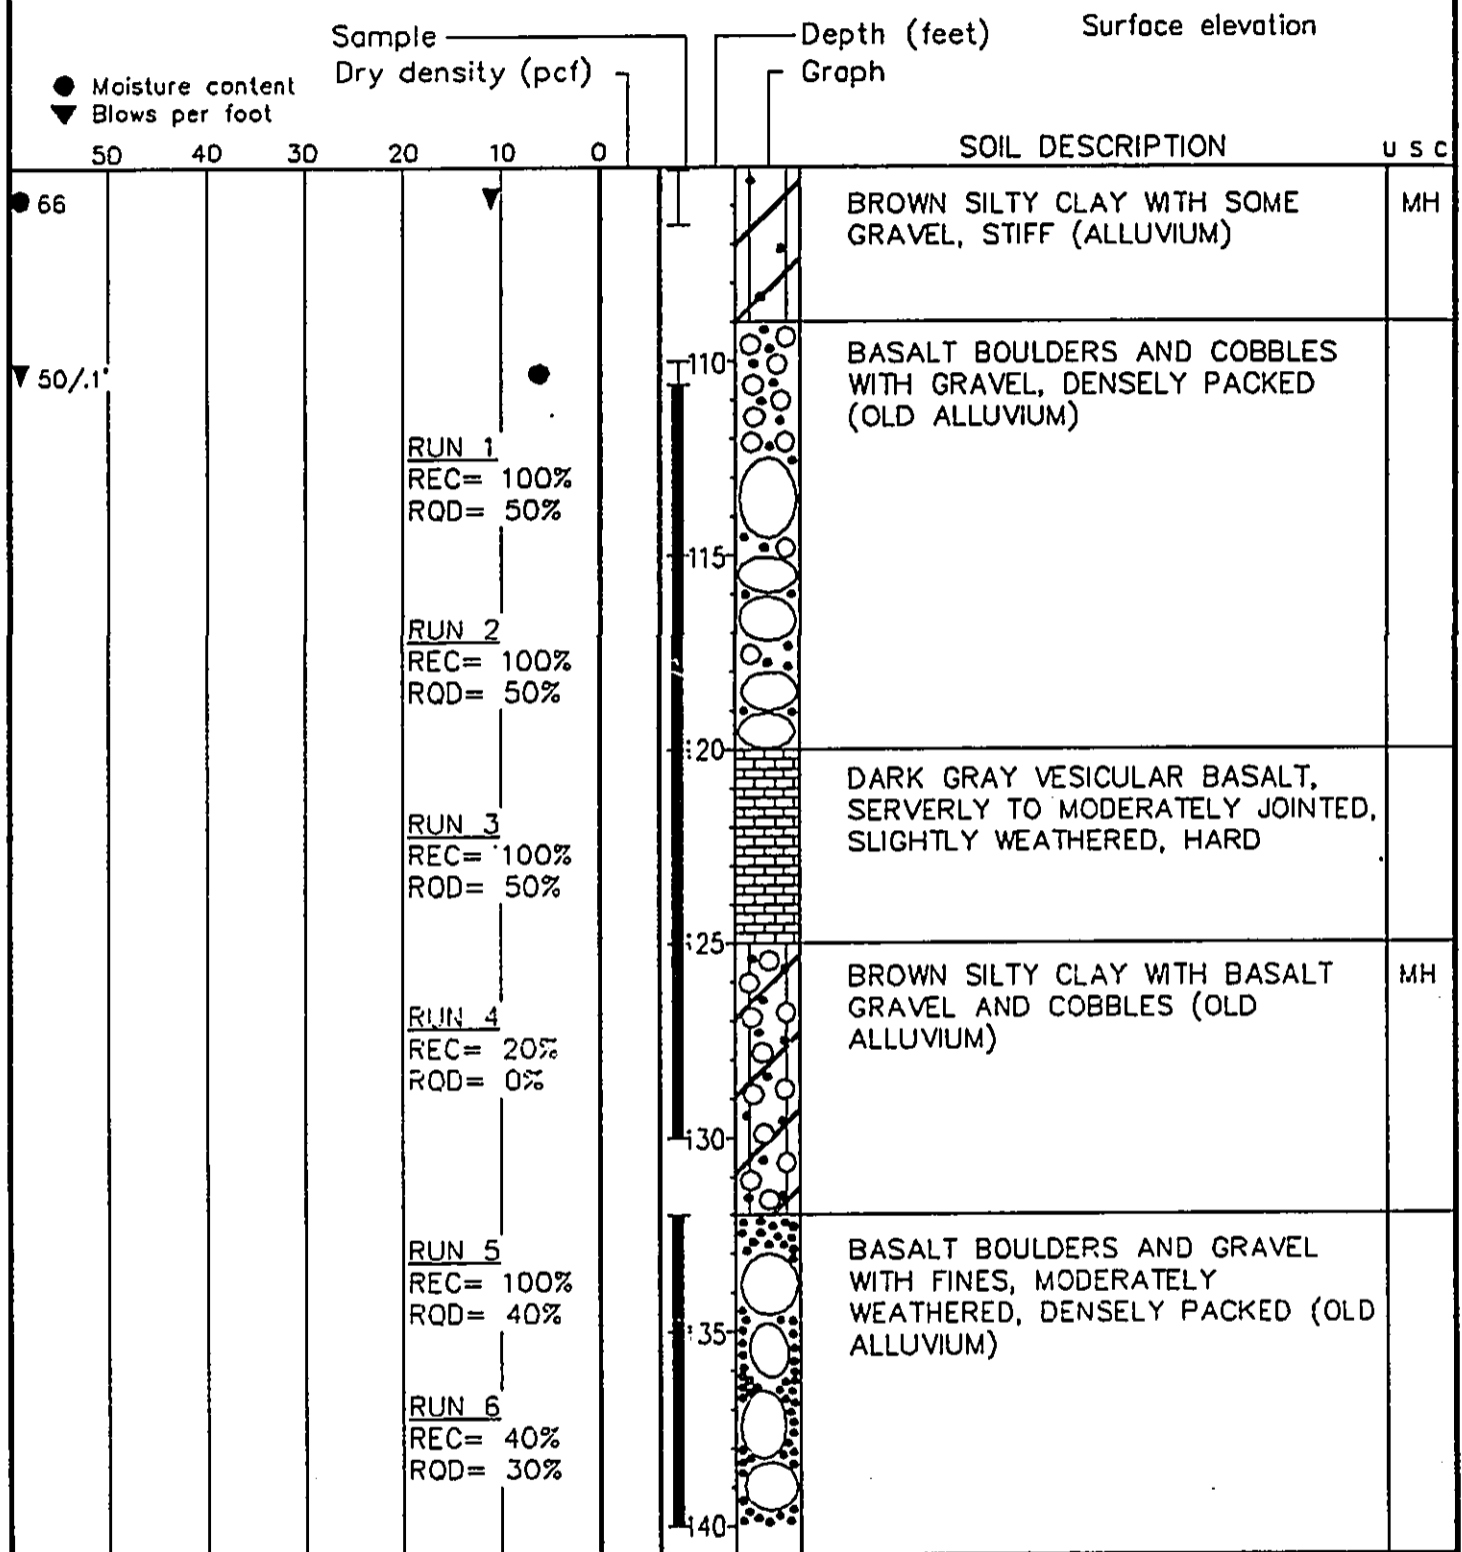 Sample
Depth (feet)
Surface elevation
Dry density (pcf)
Graph
Moisture content
Blows per foot
50 40 30 20 10 0
SOIL DESCRIPTION
U S C
66
BROWN SILTY CLAY WITH SOME
GRAVEL, STIFF (ALLUVIUM)
MH
110
50/.1'
BASALT BOULDERS AND COBBLES
WITH GRAVEL, DENSELY PACKED
(OLD ALLUVIUM)
RUN 1
REC= 100%
RQD= 50%
115
RUN 2
REC= 100%
RQD= 50%
120
DARK GRAY VESICULAR BASALT,
SERVERLY TO MODERATELY JOINTED,
SLIGHTLY WEATHERED, HARD
RUN 3
REC= 100%
RQD= 50%
125
BROWN SILTY CLAY WITH BASALT
GRAVEL AND COBBLES (OLD
ALLUVIUM)
MH
RUN 4
REC= 20%
RQD= 0%
130
RUN 5
REC= 100%
RQD= 40%
BASALT BOULDERS AND GRAVEL
WITH FINES, MODERATELY
WEATHERED, DENSELY PACKED (OLD
ALLUVIUM)
135
RUN 6
REC= 40%
RQD= 30%
140